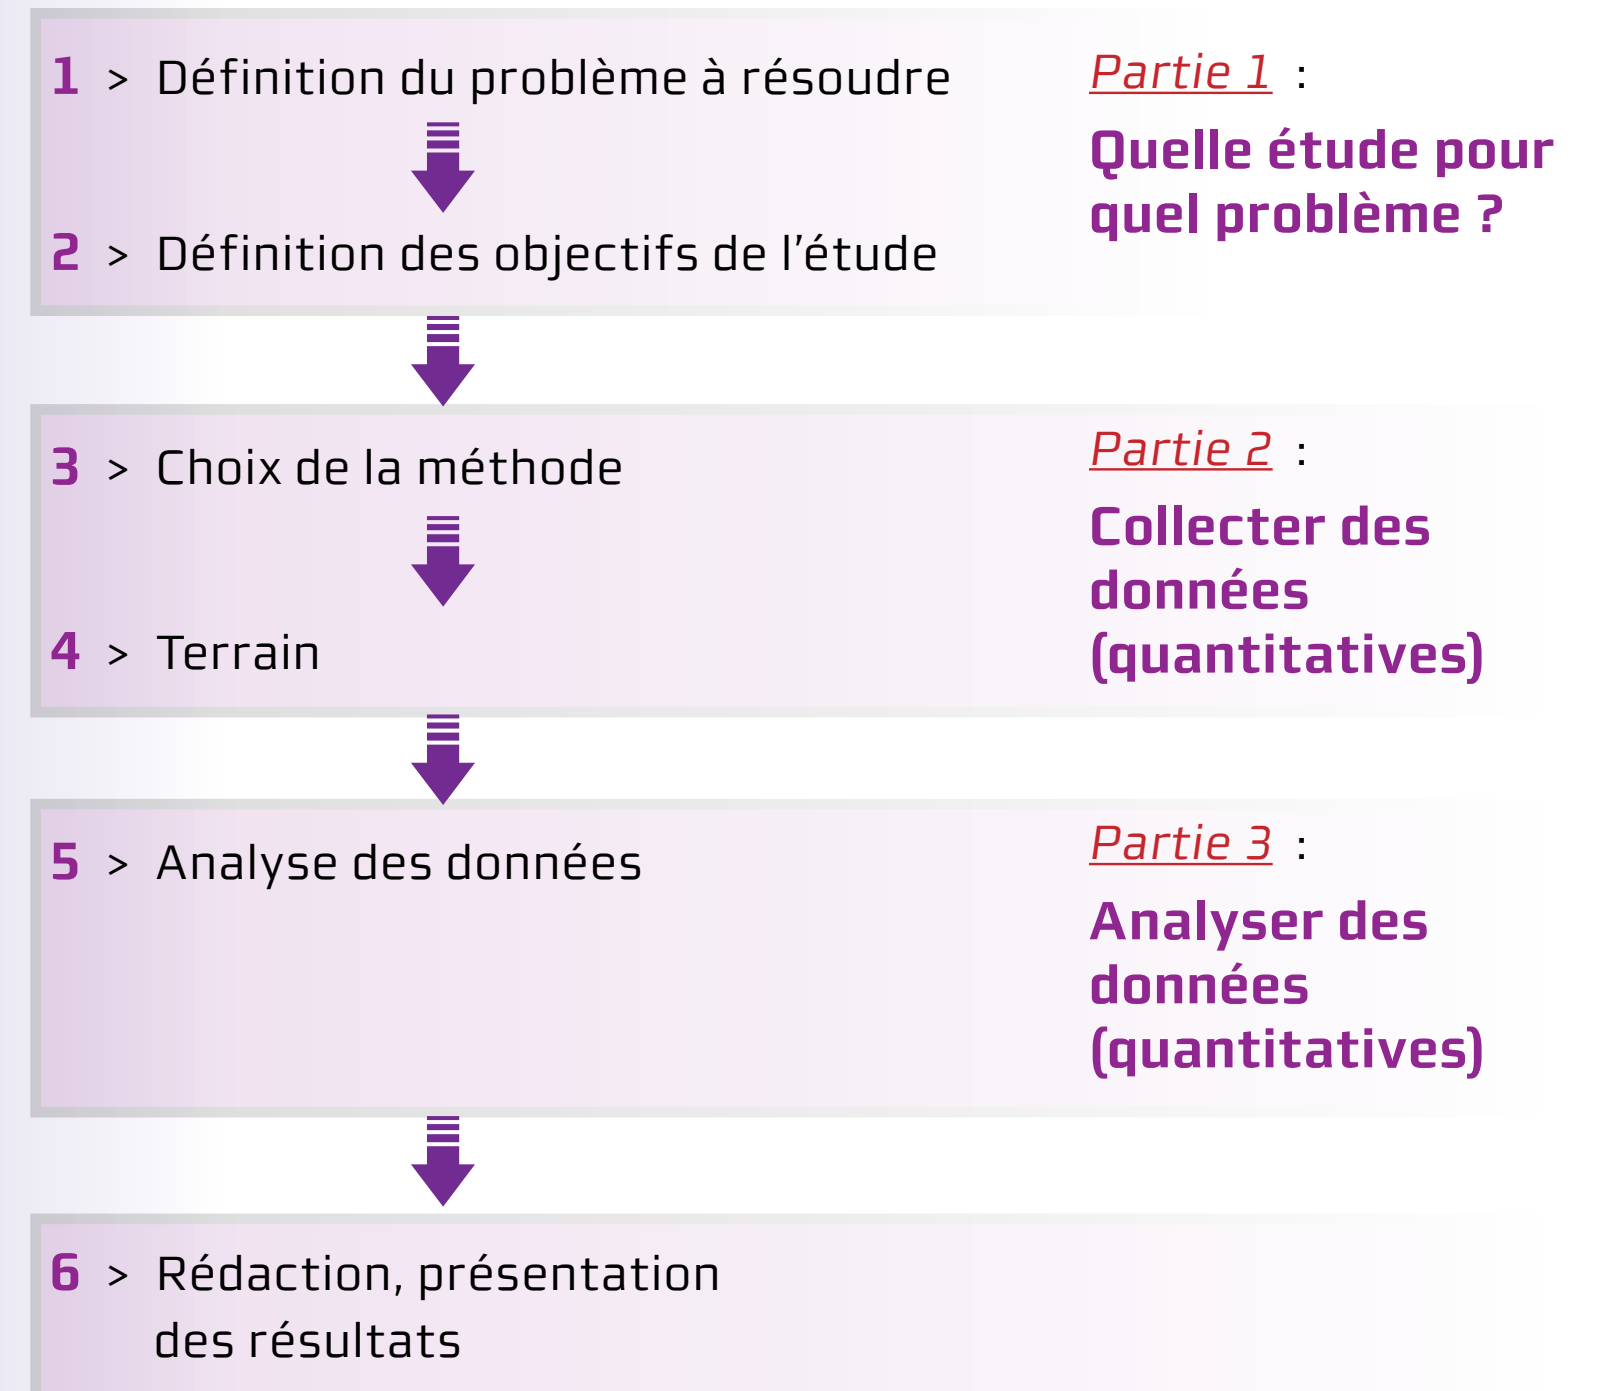 1 > Définition du problème à résoudre
2 > Définition des objectifs de l’étude
Partie 1 :
Quelle étude pour
quel problème ?
3 > Choix de la méthode
4 > Terrain
Partie 2 :
Collecter des
données
(quantitatives)
5 > Analyse des données
Partie 3 :
Analyser des
données
(quantitatives)
6 > Rédaction, présentation
des résultats